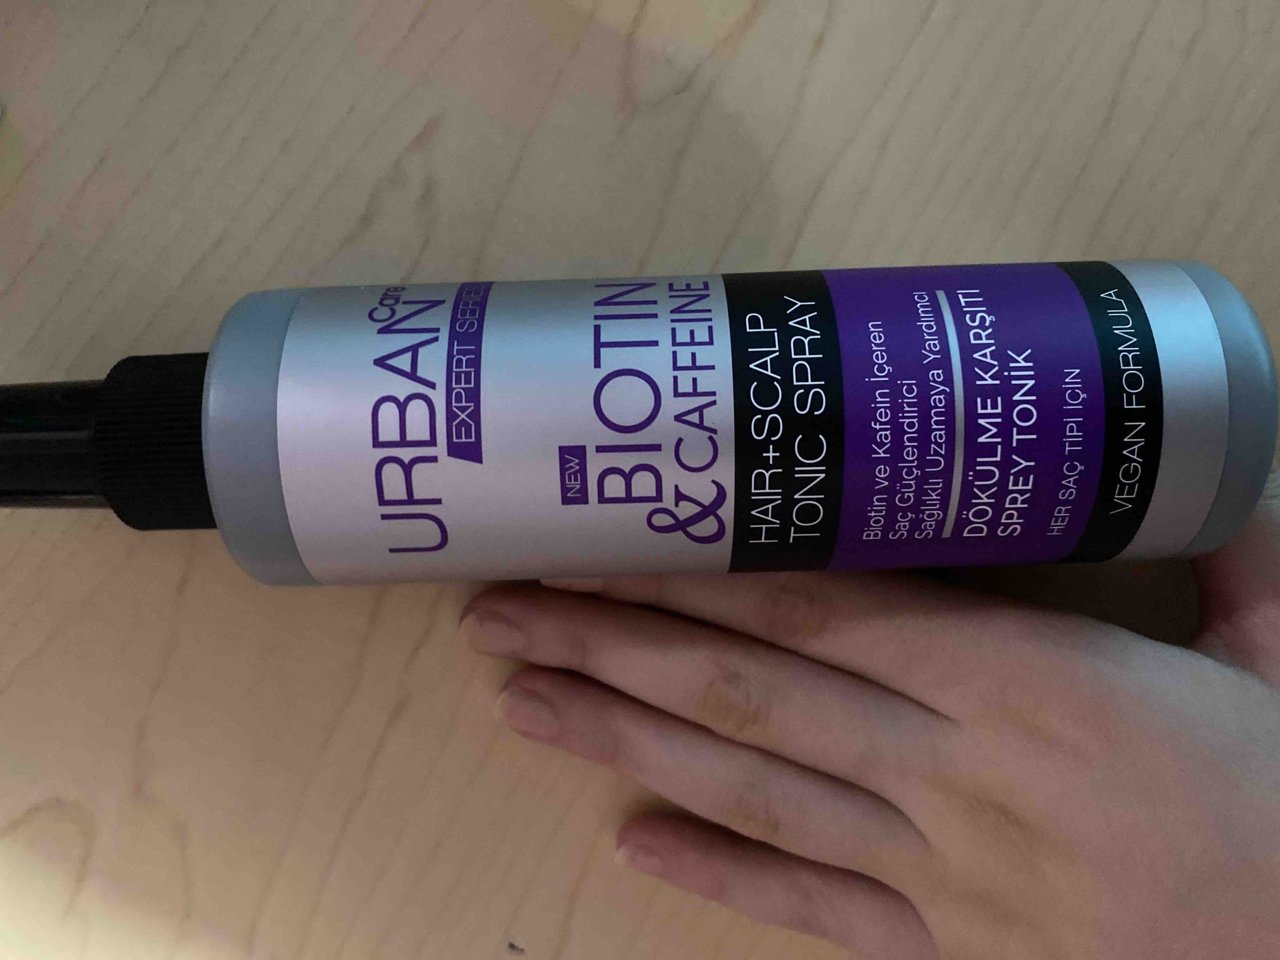 URBAN
Care
EXPERT SERIES
NEW
BIOTIN
& CAFFEINE
HAIR+SCALP
TONIC SPRAY
Biotin ve Kafein İçeren
Saç Güçlendirici
Sağlıklı Uzamaya Yardımcı
DÖKÜLME KARŞITI
SPREY TONİK
HER SAÇ TİPİ İÇİN
VEGAN FORMULA